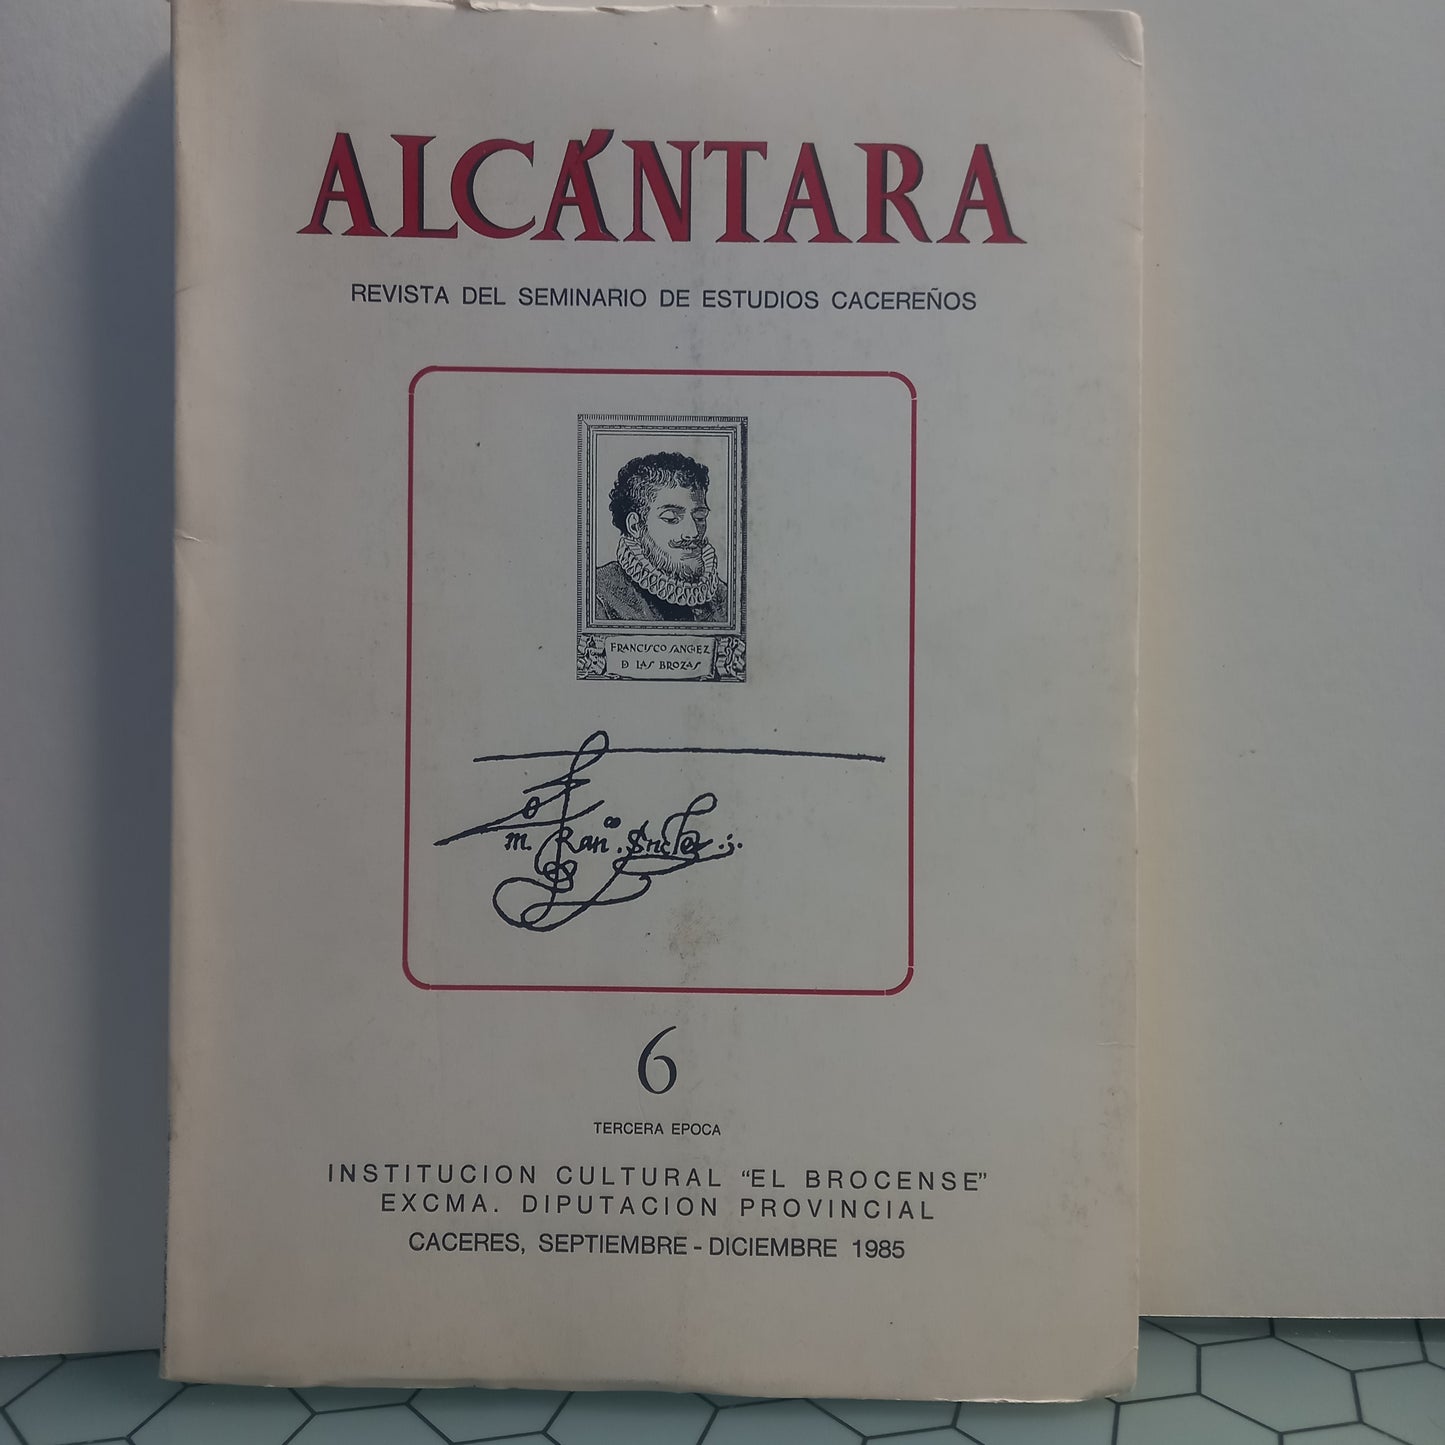 ALCÁNTARA
REVISTA DEL SEMINARIO DE ESTUDIOS CACEREÑOS
FRANCISCO SANCHEZ
D LAS BROZAS
6
TERCERA EPOCA
INSTITUCION CULTURAL "EL BROCENSE"
EXCMA. DIPUTACION PROVINCIAL
CACERES, SEPTIEMBRE - DICIEMBRE 1985